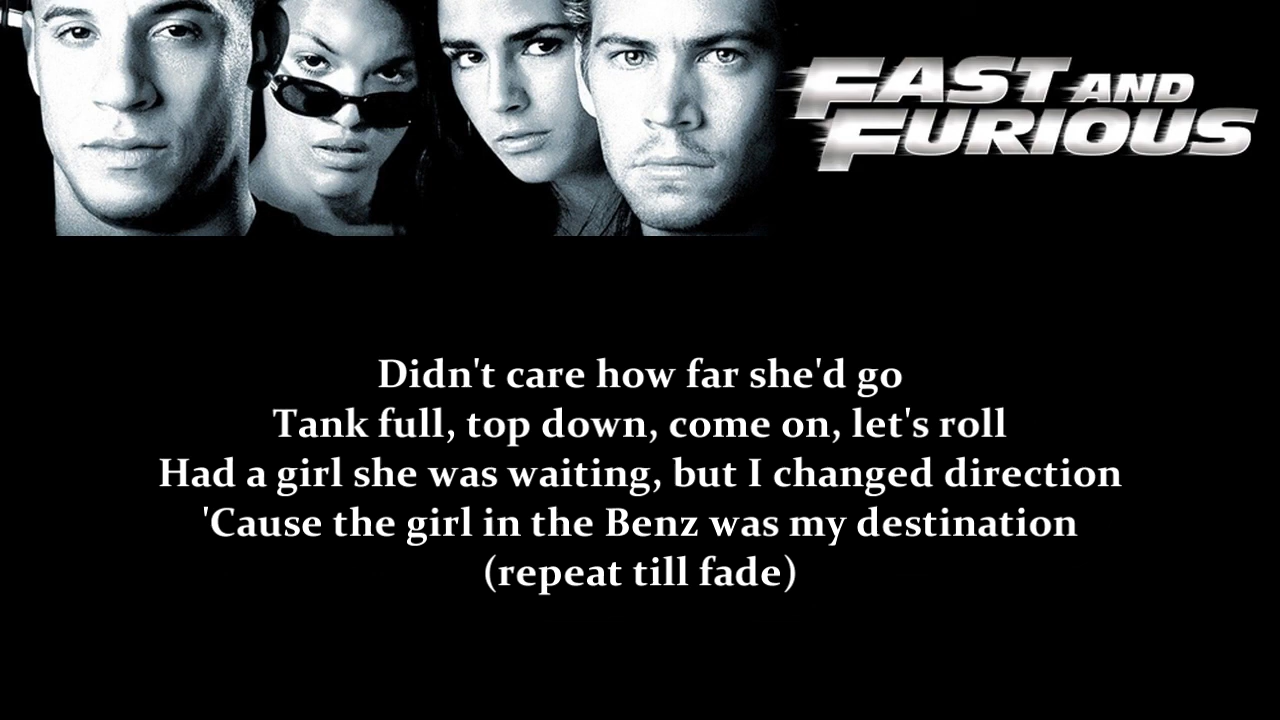 FAST AND
FURIOUS
Didn't care how far she'd go
Tank full, top down, come on, let's roll
Had a girl she was waiting, but I changed direction
'Cause the girl in the Benz was my destination
(repeat till fade)